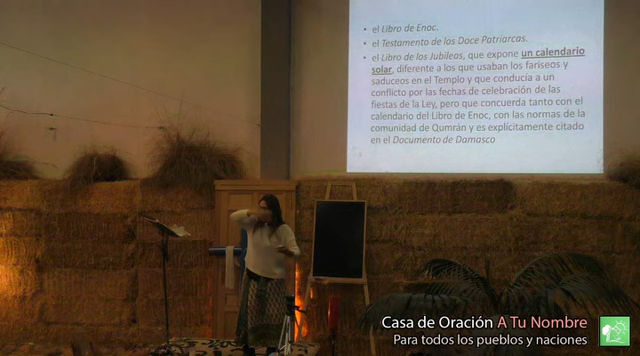 • el Libro de Enoc.
• el Testamento de los Doce Patriarcas.
• el Libro de los Jubileos, que expone un calendario
solar, diferente a los que usaban los fariseos y
saduceos en el Templo y que conducía a un
conflicto por las fechas de celebración de las
fiestas de la Ley, pero que concuerda tanto con el
calendario del Libro de Enoc, con las normas de la
comunidad de Qumrán y es explícitamente citado
en el Documento de Damasco
Casa de Oración A Tu Nombre
Para todos los pueblos y naciones